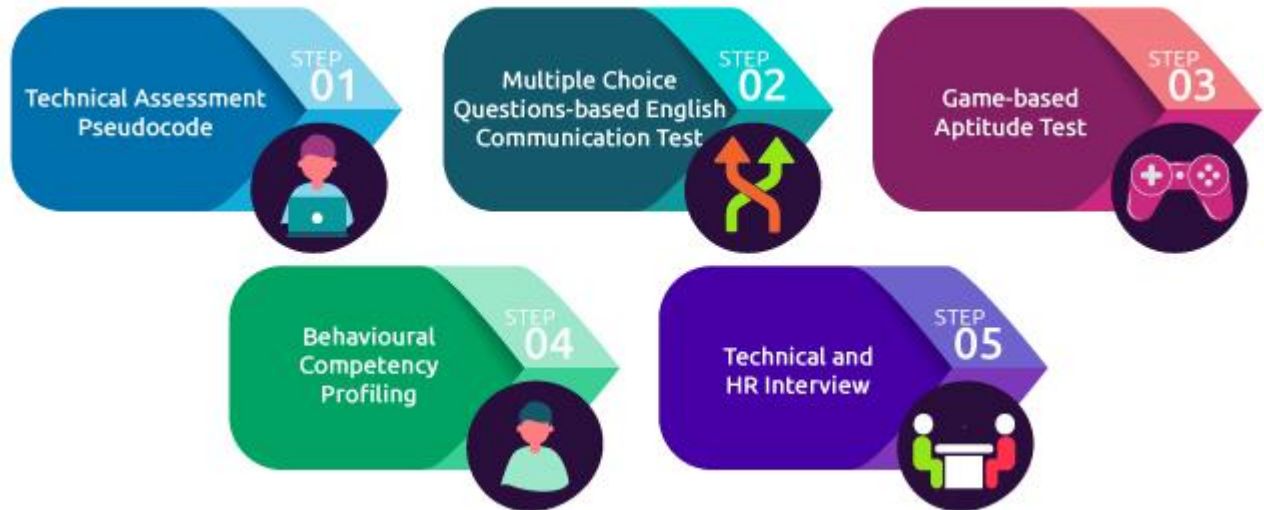 STEP
01
Technical Assessment
Pseudocode
STEP
02
Multiple Choice
Questions-based English
Communication Test
STEP
03
Game-based
Aptitude Test
STEP
04
Behavioural
Competency
Profiling
STEP
05
Technical and
HR Interview